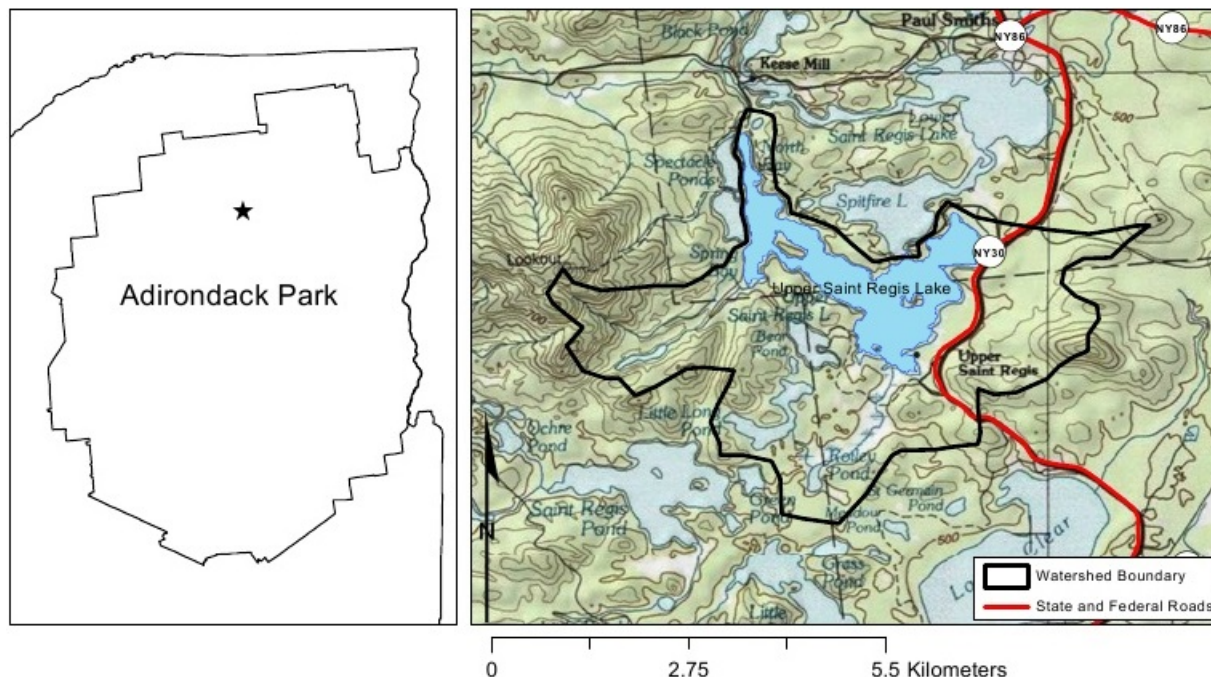 Adirondack Park
Paul Smiths
NY86
NY86
Black Pond
Keese Mill
Lower
Saint Regis Lake
North
Bay
Spectacle
Ponds
Spitfire L
500
Lookout
Spring
Bay
NY30
Upper Saint Regis Lake
Upper
Saint Regis L
700
(Bear
Pond
Upper
Saint Regis
Little Long
Pond
Ochre
Pond
Pond
St Germain
Pond
Green
Pond
Saint Regis
Pond
Pond
500
Grass
Pond
Little
Clear
N
Watershed Boundary
State and Federal Roads
0 2.75 5.5 Kilometers